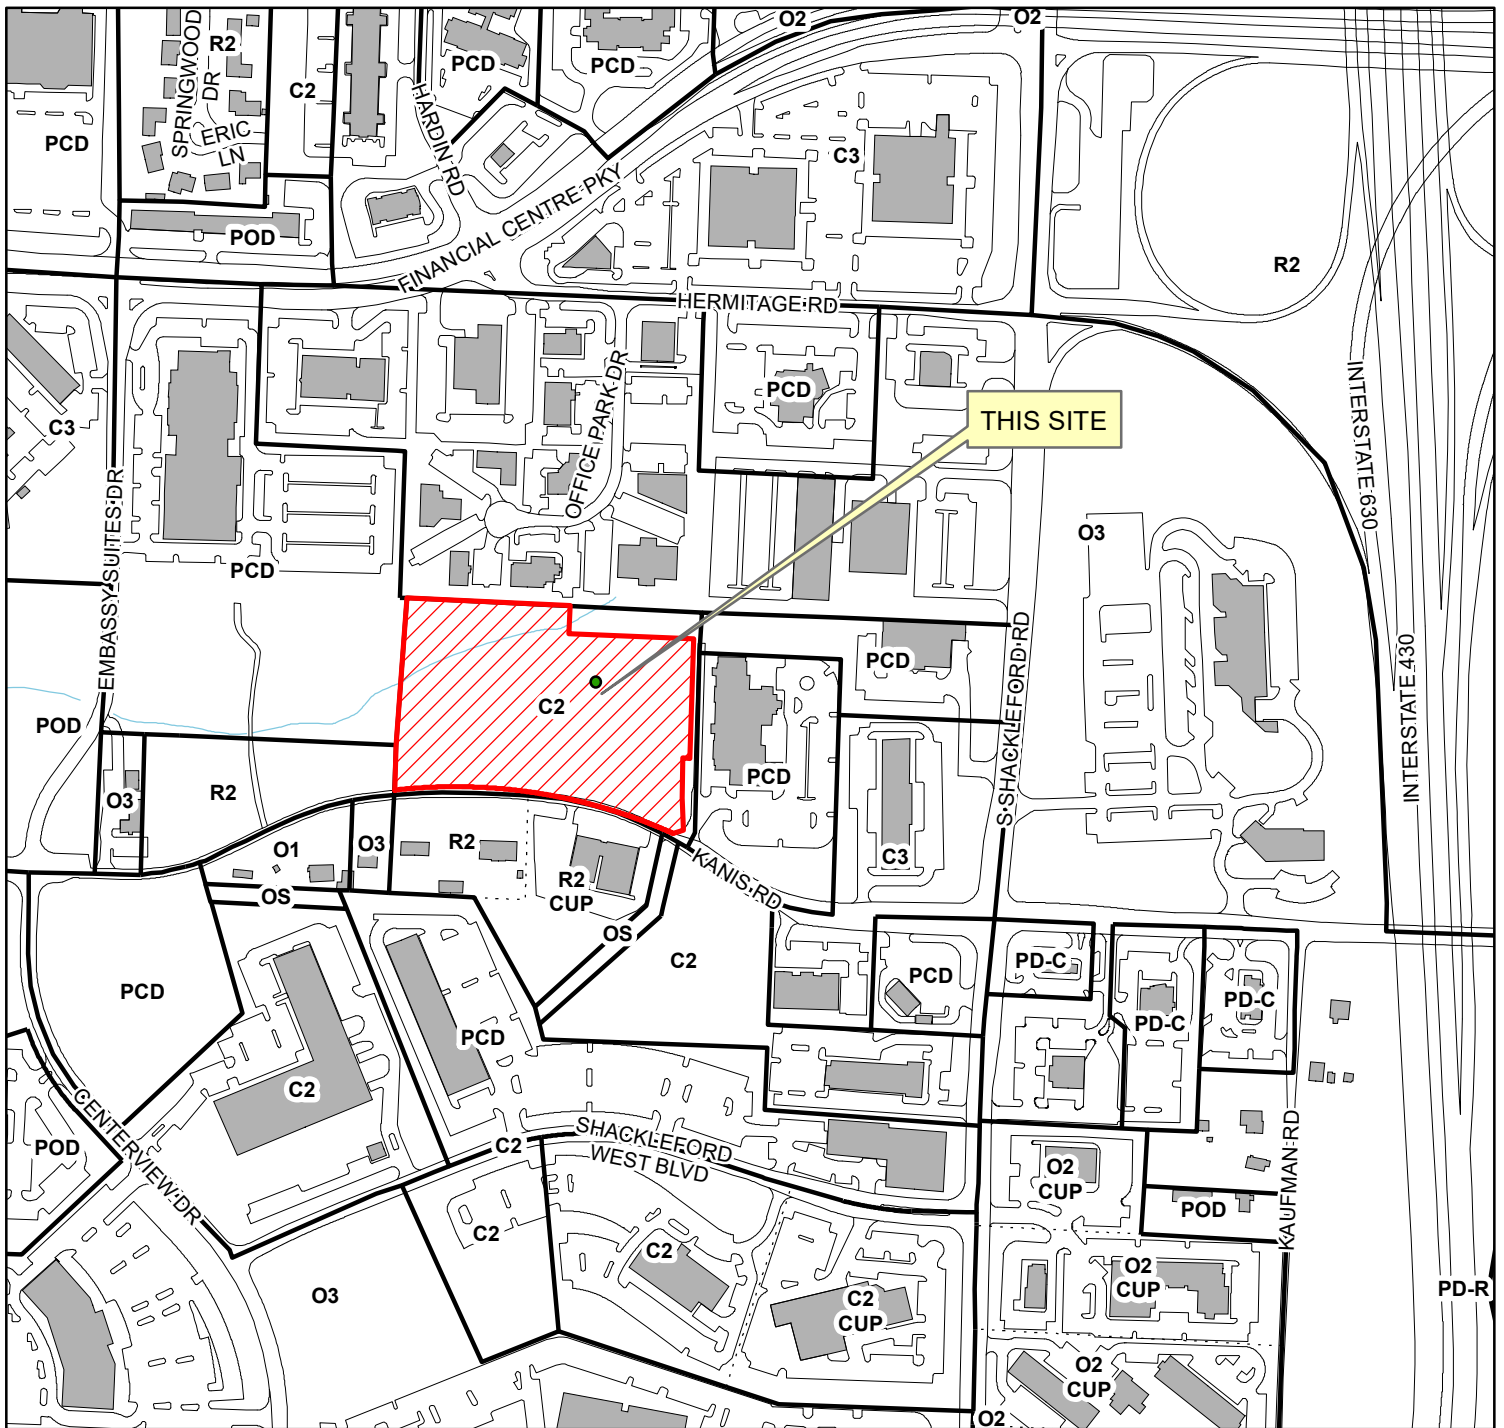 O2
O2
R2
SPRINGWOOD
DR
PCD
PCD
C2
HARDIN RD
ERIC
LN
PCD
C3
POD
FINANCIAL CENTRE PKY
R2
HERMITAGE RD
INTERSTATE 630
OFFICE PARK DR
PCD
THIS SITE
C3
EMBASSY SUITES DR
O3
PCD
S SHACKLEFORD RD
PCD
INTERSTATE 430
C2
POD
PCD
R2
O3
O1
O3
R2
C3
KANIS RD
R2
CUP
OS
OS
C2
PCD
PD-C
PCD
PD-C
PD-C
PCD
C2
CENTERVIEW DR
KAUFMAN RD
SHACKLEFORD
WEST BLVD
POD
C2
O2
CUP
POD
C2
C2
O2
CUP
PD-R
O3
C2
CUP
O2
CUP
O2